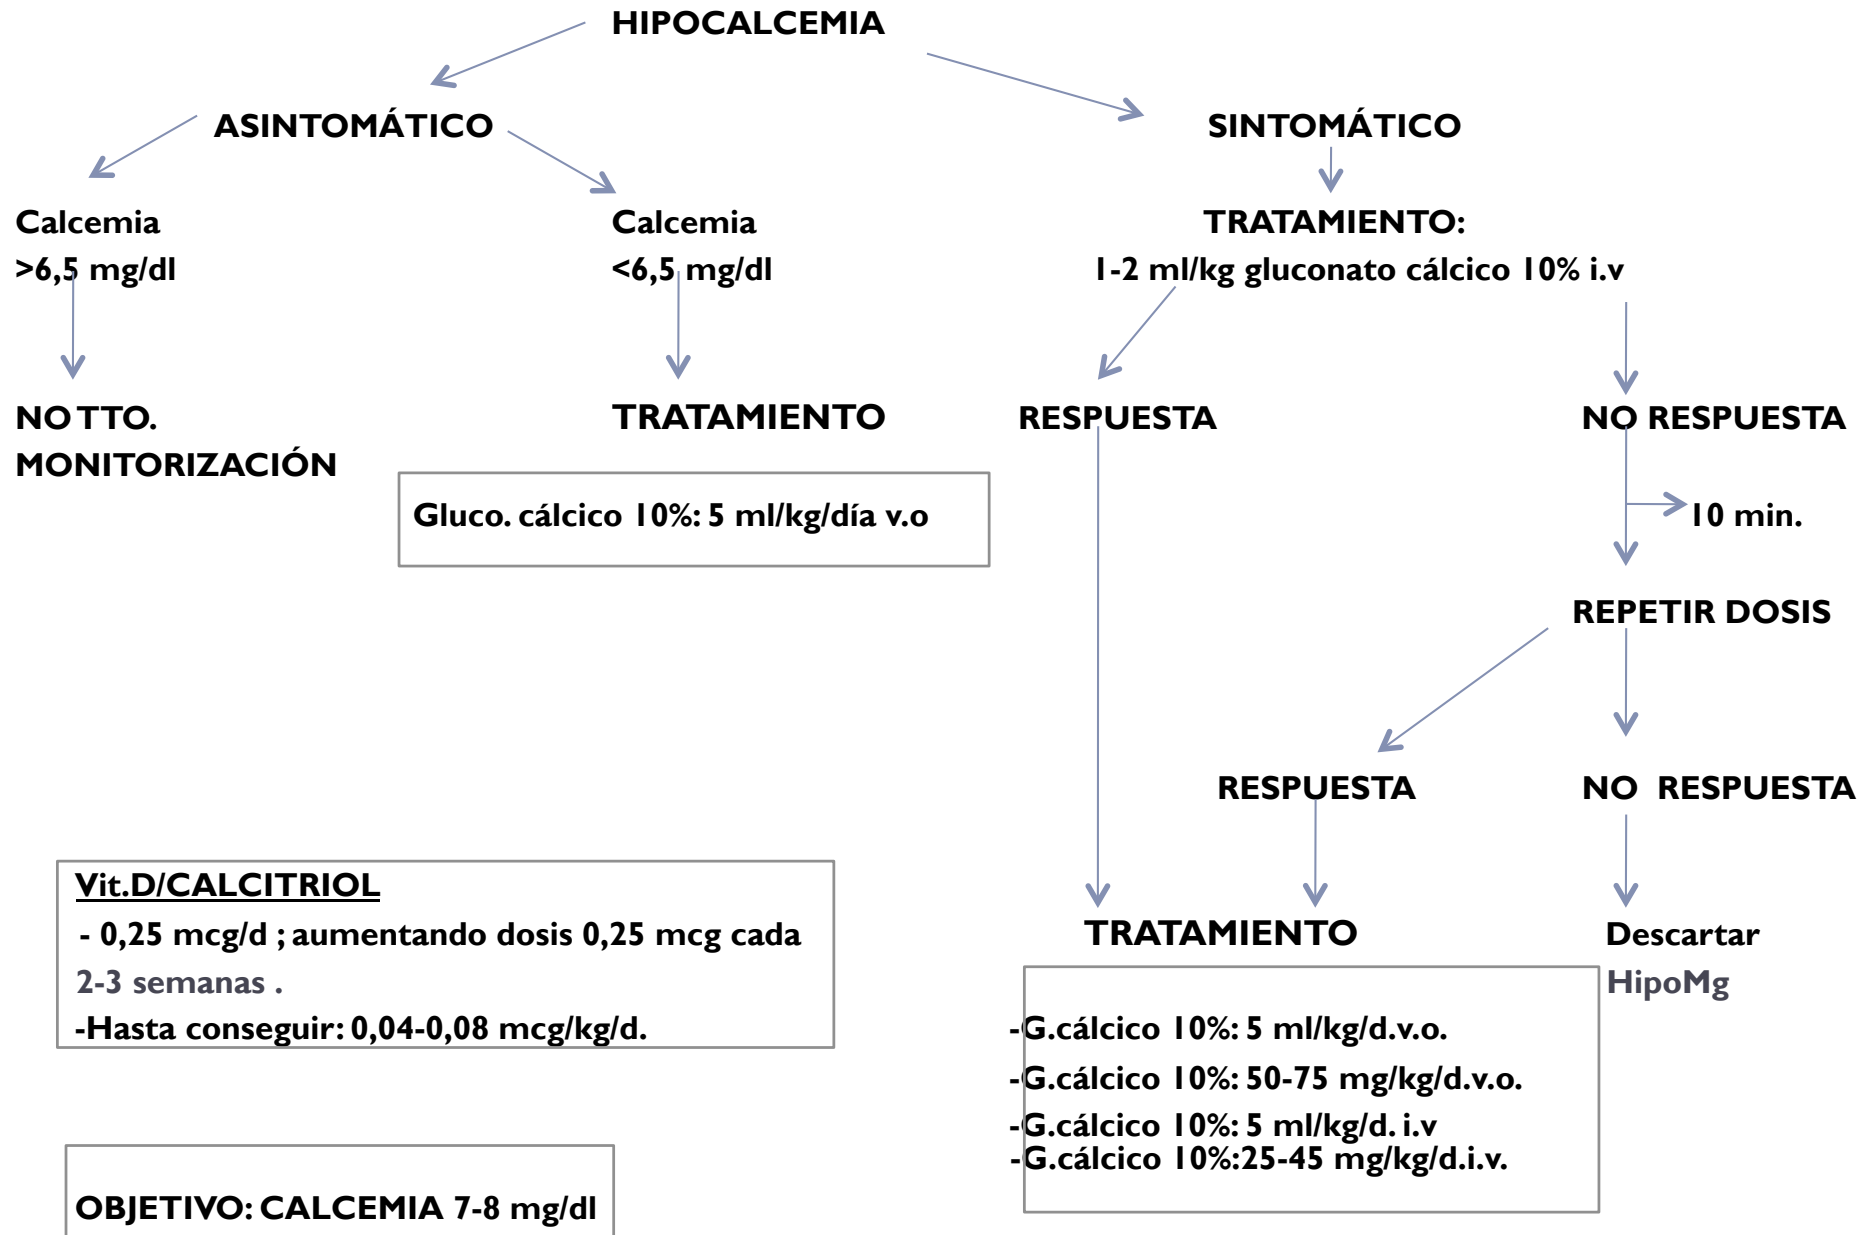 HIPOCALCEMIA
ASINTOMÁTICO
SINTOMÁTICO
Calcemia
>6,5 mg/dl
Calcemia
<6,5 mg/dl
TRATAMIENTO:
1-2 ml/kg gluconato cálcico 10% i.v
NO TTO.
MONITORIZACIÓN
TRATAMIENTO
RESPUESTA
NO RESPUESTA
Gluco. cálcico 10%: 5 ml/kg/día v.o
10 min.
REPETIR DOSIS
RESPUESTA
NO RESPUESTA
Vit.D/CALCITRIOL
- 0,25 mcg/d ; aumentando dosis 0,25 mcg cada
2-3 semanas .
-Hasta conseguir: 0,04-0,08 mcg/kg/d.
TRATAMIENTO
Descartar
HipoMg
-G.cálcico 10%: 5 ml/kg/d.v.o.
-G.cálcico 10%: 50-75 mg/kg/d.v.o.
-G.cálcico 10%: 5 ml/kg/d. i.v
-G.cálcico 10%:25-45 mg/kg/d.i.v.
OBJETIVO: CALCEMIA 7-8 mg/dl